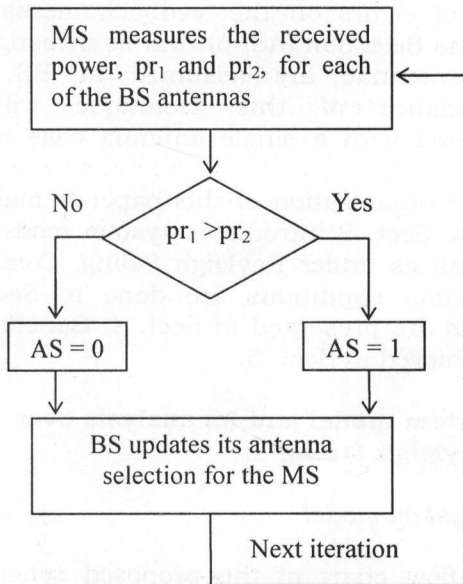 MS measures the received
power, pr₁ and pr₂, for each
of the BS antennas
No
Yes
pr₁>pr₂
AS = 0
AS = 1
BS updates its antenna
selection for the MS
Next iteration